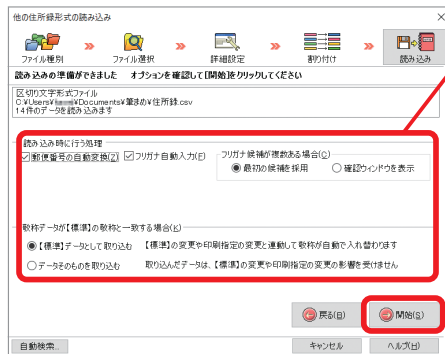 他の住所録形式の読み込み
ファイル種別 » ファイル選択 » 詳細設定 » 割り付け » 読み込み
読み込みの準備ができました オプションを確認して[開始]をクリックしてください
区切り文字形式ファイル
C:¥Users¥ ¥Documents¥筆まめ¥住所録.csv
14件のデータを読み込みます
読み込み時に行う処理
郵便番号の自動変換(Z) フリガナ自動入力(F)
フリガナ候補が複数ある場合(C)
最初の候補を採用 確認ウィンドウを表示
敬称データが【標準】の敬称と一致する場合(K)
【標準】データとして取り込む 【標準】の変更や印刷指定の変更と連動して敬称が自動で入れ替わります
データそのものを取り込む 取り込んだデータは、【標準】の変更や印刷指定の変更の影響を受けません
戻る(B) 開始(S)
自動検索... キャンセル ヘルプ(H)